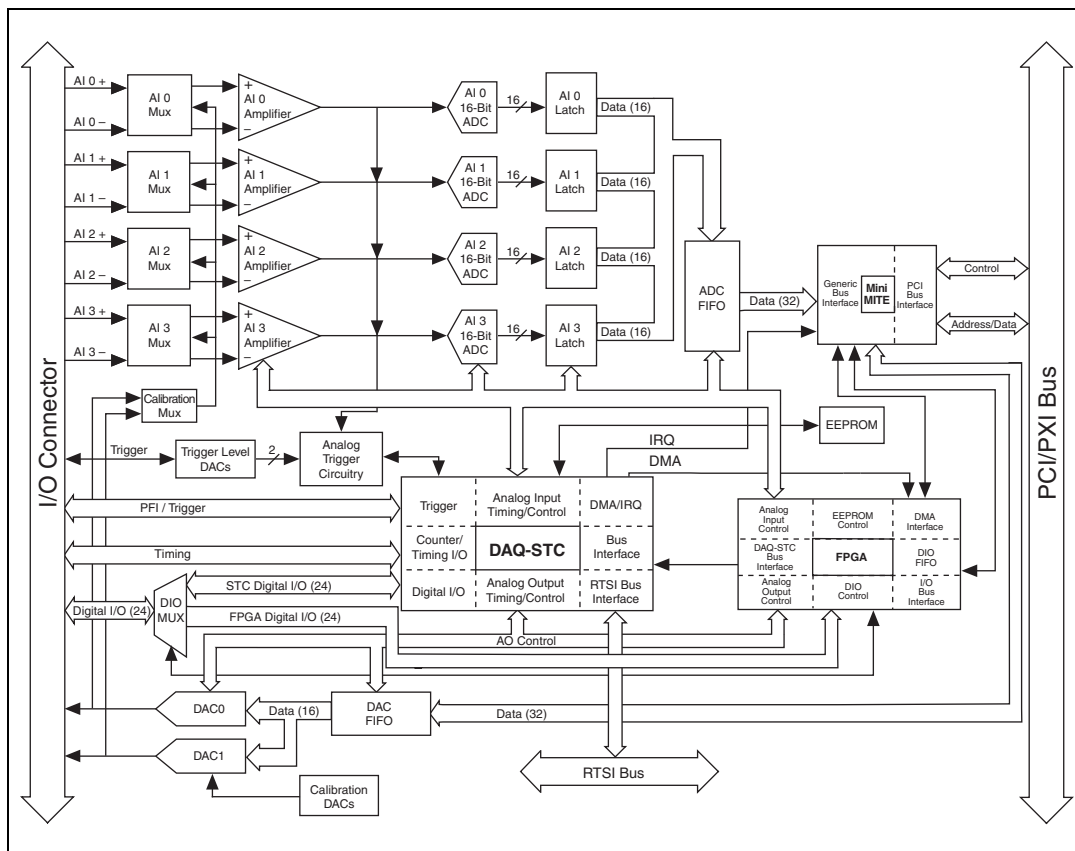 I/O Connector
PCI/PXI Bus
AI 0 +
AI 0 –
AI 0
Mux
+
AI 0
Amplifier
–
AI 0
16-Bit
ADC
16
AI 0
Latch
Data (16)
AI 1 +
AI 1 –
AI 1
Mux
+
AI 1
Amplifier
–
AI 1
16-Bit
ADC
16
AI 1
Latch
Data (16)
AI 2 +
AI 2 –
AI 2
Mux
+
AI 2
Amplifier
–
AI 2
16-Bit
ADC
16
AI 2
Latch
Data (16)
AI 3 +
AI 3 –
AI 3
Mux
+
AI 3
Amplifier
–
AI 3
16-Bit
ADC
16
AI 3
Latch
Data (16)
ADC
FIFO
Data (32)
Generic
Bus
Interface
Mini
MITE
PCI
Bus
Interface
Control
Address/Data
Calibration
Mux
Trigger
Trigger Level
DACs
2
Analog
Trigger
Circuitry
EEPROM
IRQ
DMA
PFI / Trigger
Timing
Trigger
Analog Input
Timing/Control
DMA/IRQ
Counter/
Timing I/O
DAQ-STC
Bus
Interface
Digital I/O
Analog Output
Timing/Control
RTSI Bus
Interface
Analog
Input
Control
EEPROM
Control
DMA
Interface
DAQ-STC
Bus
Interface
FPGA
DIO
FIFO
Analog
Output
Control
DIO
Control
I/O
Bus
Interface
Digital I/O (24)
DIO
MUX
STC Digital I/O (24)
FPGA Digital I/O (24)
AO Control
2
DAC0
Data (16)
DAC
FIFO
Data (32)
DAC1
Calibration
DACs
RTSI Bus